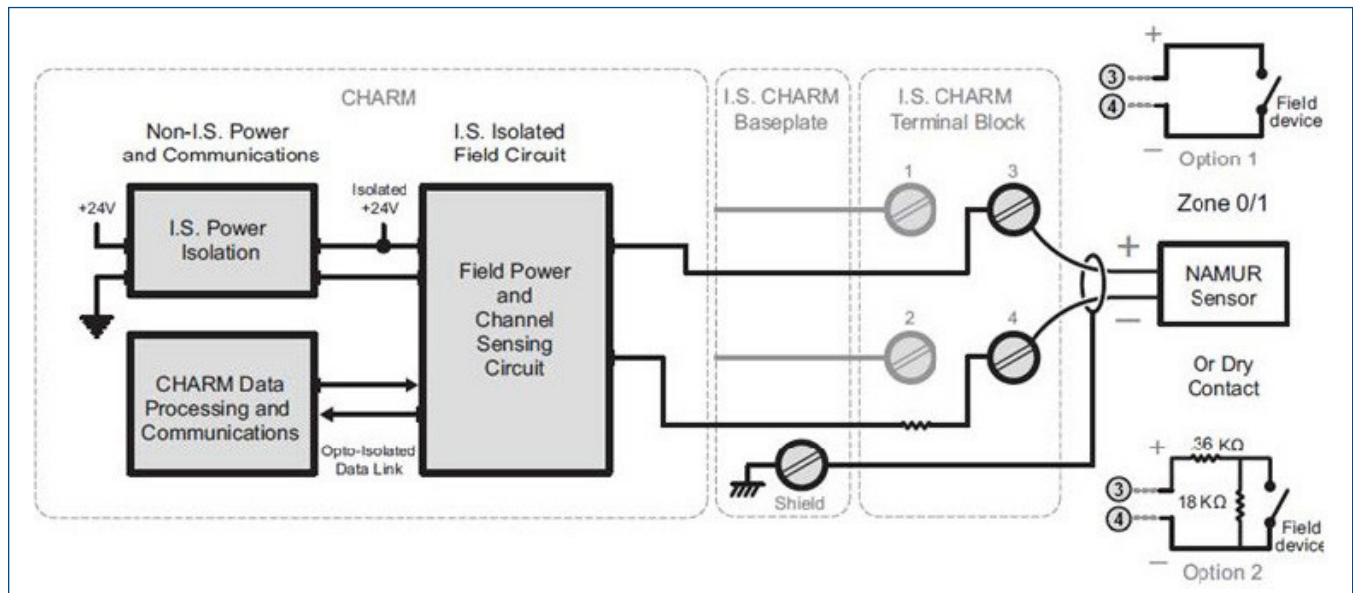 CHARM
Non-I.S. Power
and Communications
I.S. Isolated
Field Circuit
+24V
I.S. Power
Isolation
Isolated
+24V
Field Power
and
Channel
Sensing
Circuit
CHARM Data
Processing and
Communications
Opto-Isolated
Data Link
I.S. CHARM
Baseplate
I.S. CHARM
Terminal Block
1
3
2
4
Shield
+
3
4
Field
device
−
Option 1
Zone 0/1
+
NAMUR
Sensor
−
Or Dry
Contact
+
36 KΩ
3
18 KΩ
4
Field
device
−
Option 2